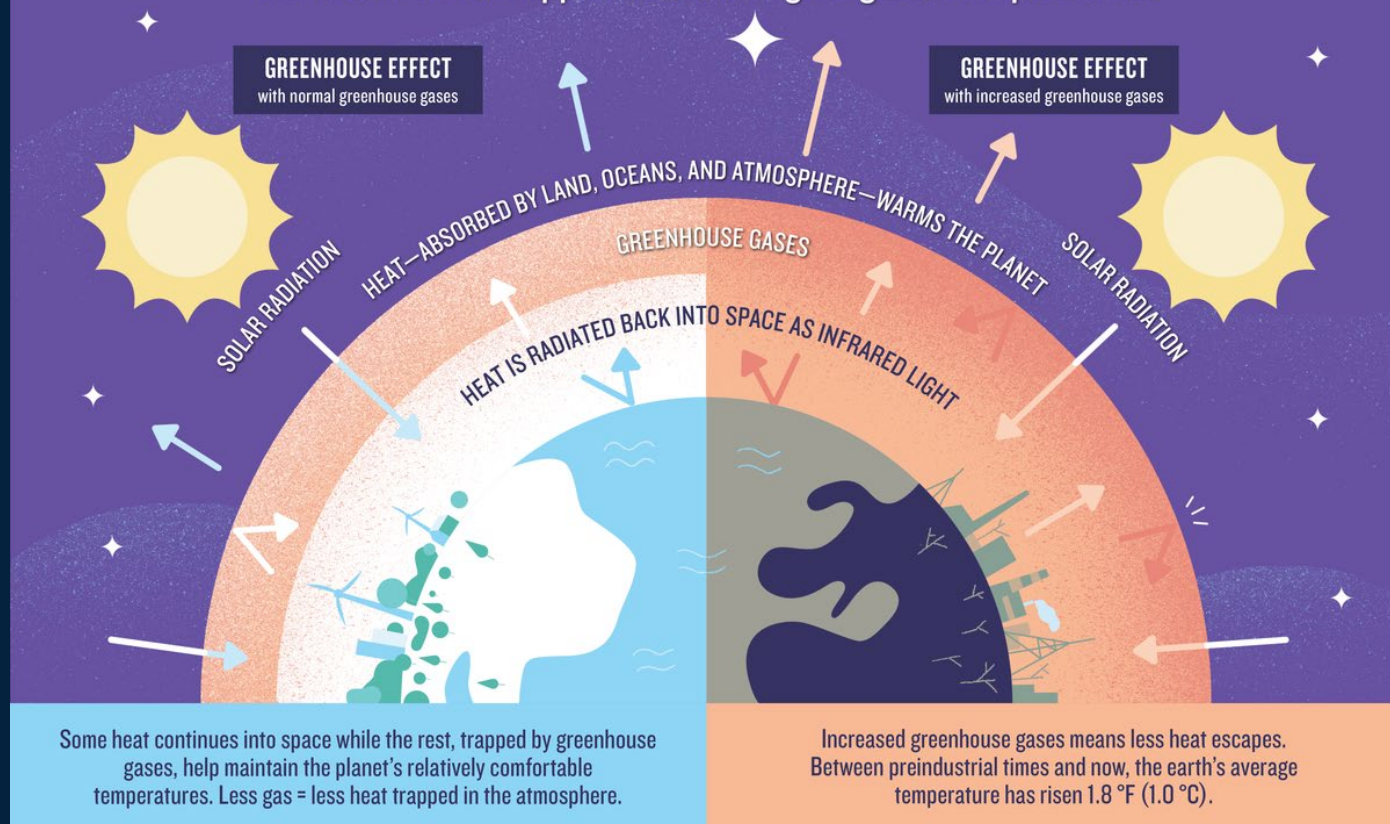 GREENHOUSE EFFECT
with normal greenhouse gases
GREENHOUSE EFFECT
with increased greenhouse gases
SOLAR RADIATION
HEAT—ABSORBED BY LAND, OCEANS, AND ATMOSPHERE—WARMS THE PLANET
SOLAR RADIATION
GREENHOUSE GASES
HEAT IS RADIATED BACK INTO SPACE AS INFRARED LIGHT
Some heat continues into space while the rest, trapped by greenhouse
gases, help maintain the planet's relatively comfortable
temperatures. Less gas = less heat trapped in the atmosphere.
Increased greenhouse gases means less heat escapes.
Between preindustrial times and now, the earth's average
temperature has risen 1.8 °F (1.0 °C).